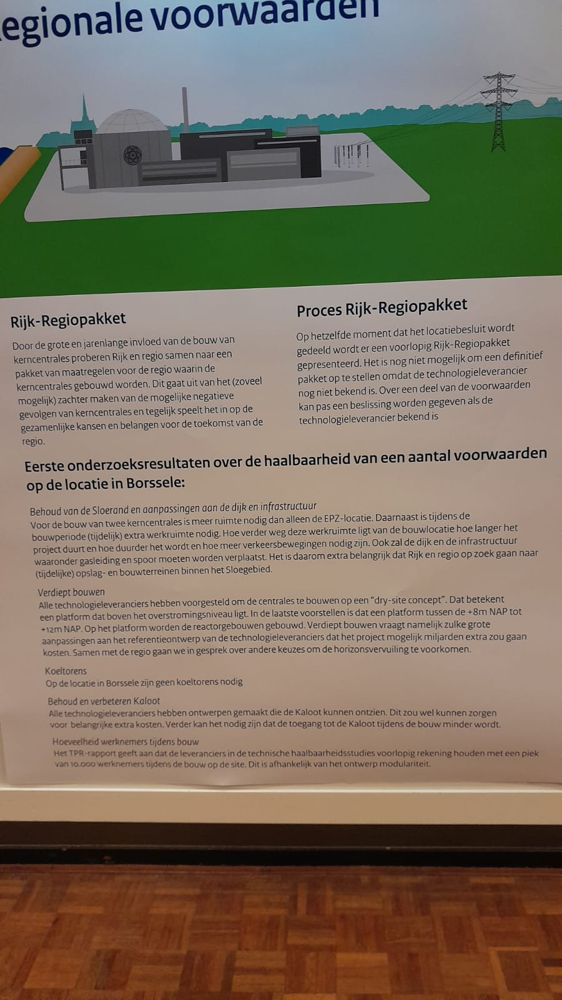 egionale voorwaarden
Rijk-Regiopakket
Door de grote en jarenlange invloed van de bouw van
kerncentrales proberen Rijk en regio samen naar een
pakket van maatregelen voor de regio waarin de
kerncentrales gebouwd worden. Dit gaat uit van het (zoveel
mogelijk) zachter maken van de mogelijke negatieve
gevolgen van kerncentrales en tegelijk speelt het in op de
gezamenlijke kansen en belangen voor de toekomst van de
regio.
Proces Rijk-Regiopakket
Op hetzelfde moment dat het locatiebesluit wordt
gedeeld wordt er een voorlopig Rijk-Regiopakket
gepresenteerd. Het is nog niet mogelijk om een definitief
pakket op te stellen omdat de technologieleverancier
nog niet bekend is. Over een deel van de voorwaarden
kan pas een beslissing worden gegeven als de
technologieleverancier bekend is
Eerste onderzoeksresultaten over de haalbaarheid van een aantal voorwaarden
op de locatie in Borssele:
Behoud van de Sloerand en aanpassingen aan de dijk en infrastructuur
Voor de bouw van twee kerncentrales is meer ruimte nodig dan alleen de EPZ-locatie. Daarnaast is tijdens de
bouwperiode (tijdelijk) extra werkruimte nodig. Hoe verder weg deze werkruimte ligt van de bouwlocatie hoe langer het
project duurt en hoe duurder het wordt en hoe meer verkeersbewegingen nodig zijn. Ook zal de dijk en de infrastructuur
waaronder gasleiding en spoor moeten worden verplaatst. Het is daarom extra belangrijk dat Rijk en regio op zoek gaan naar
(tijdelijke) opslag- en bouwterreinen binnen het Sloegebied.
Verdiept bouwen
Alle technologieleveranciers hebben voorgesteld om de centrales te bouwen op een “dry-site concept”. Dat betekent
een platform dat boven het overstromingsniveau ligt. In de laatste voorstellen is dat een platform tussen de +8m NAP tot
+12m NAP. Op het platform worden de reactorgebouwen gebouwd. Verdiept bouwen vraagt namelijk zulke grote
aanpassingen aan het referentieontwerp van de technologieleveranciers dat het project mogelijk miljarden extra zou gaan
kosten. Samen met de regio gaan we in gesprek over andere keuzes om de horizonsvervuiling te voorkomen.
Koeltorens
Op de locatie in Borssele zijn geen koeltorens nodig
Behoud en verbeteren Kaloot
Alle technologieleveranciers hebben ontwerpen gemaakt die de Kaloot kunnen ontzien. Dit zou wel kunnen zorgen
voor belangrijke extra kosten. Verder kan het nodig zijn dat de toegang tot de Kaloot tijdens de bouw minder wordt.
Hoeveelheid werknemers tijdens bouw
Het TPR-rapport geeft aan dat de leveranciers in de technische haalbaarheidsstudies voorlopig rekening houden met een piek
van 10.000 werknemers tijdens de bouw op de site. Dit is afhankelijk van het ontwerp modulariteit.